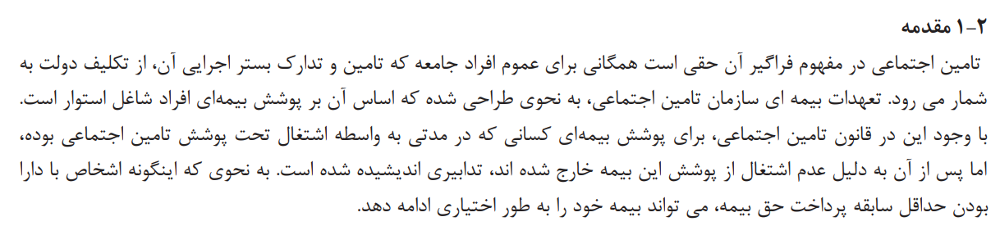 ۱-۲ مقدمه
تامین اجتماعی در مفهوم فراگیر آن حقی است همگانی برای عموم افراد جامعه که تامین و تدارک بستر اجرایی آن، از تکلیف دولت به
شمار می رود. تعهدات بیمه ای سازمان تامین اجتماعی، به نحوی طراحی شده که اساس آن بر پوشش بیمه‌ای افراد شاغل استوار است.
با وجود این در قانون تامین اجتماعی، برای پوشش بیمه‌ای کسانی که در مدتی به واسطه اشتغال تحت پوشش تامین اجتماعی بوده،
اما پس از آن به دلیل عدم اشتغال از پوشش این بیمه خارج شده اند، تدابیری اندیشیده شده است. به نحوی که اینگونه اشخاص با دارا
بودن حداقل سابقه پرداخت حق بیمه، می تواند بیمه خود را به طور اختیاری ادامه دهد.